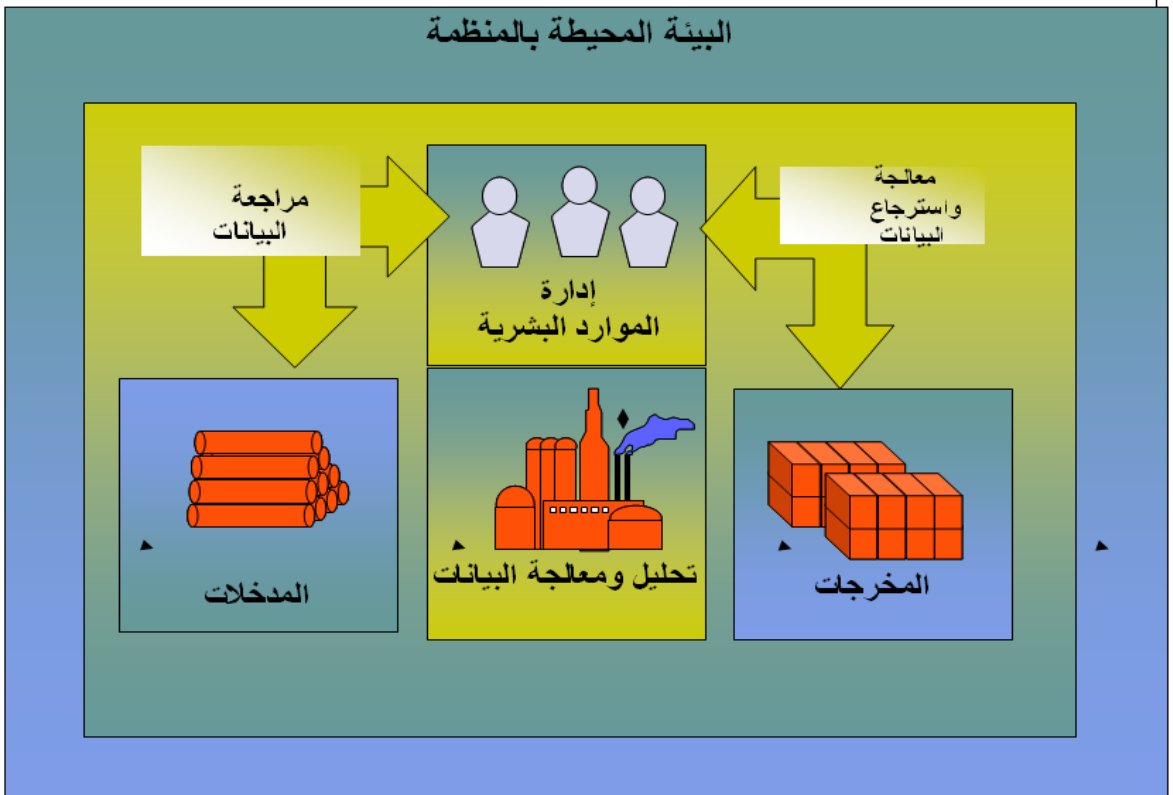 البيئة المحيطة بالمنظمة
معالجة
واسترجاع
البيانات
مراجعة
البيانات
إدارة
الموارد البشرية
المخرجات
تحليل ومعالجة البيانات
المدخلات